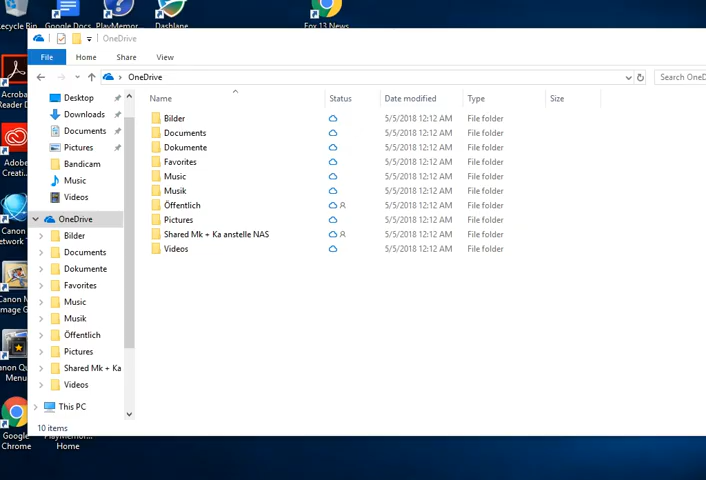 Recycle Bin
Google Docs
PlayMemor...
Dashlane
Fox 13 News
OneDrive
File
Home
Share
View
OneDrive
Search OneD
Name
Status
Date modified
Type
Size
Desktop
Downloads
Documents
Pictures
Bandicam
Music
Videos
OneDrive
Bilder
Documents
Dokumente
Favorites
Music
Musik
Öffentlich
Pictures
Shared Mk + Ka
Videos
This PC
Bilder 5/5/2018 12:12 AM File folder
Documents 5/5/2018 12:12 AM File folder
Dokumente 5/5/2018 12:12 AM File folder
Favorites 5/5/2018 12:12 AM File folder
Music 5/5/2018 12:12 AM File folder
Musik 5/5/2018 12:12 AM File folder
Öffentlich 5/5/2018 12:12 AM File folder
Pictures 5/5/2018 12:12 AM File folder
Shared Mk + Ka anstelle NAS 5/5/2018 12:12 AM File folder
Videos 5/5/2018 12:12 AM File folder
10 items
Acroba
Reader D
Adobe
Creati...
Canon
Network T
Canon M
mage G
anon Qu
Menu
Google
Chrome
PlayMemor...
Home